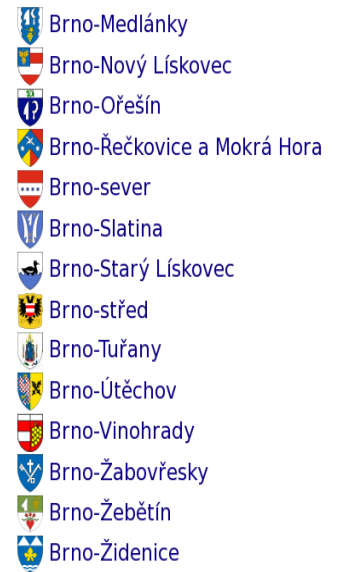 Brno-Medlánky
Brno-Nový Lískovec
Brno-Ořešín
Brno-Řečkovice a Mokrá Hora
Brno-sever
Brno-Slatina
Brno-Starý Lískovec
Brno-střed
Brno-Tuřany
Brno-Útěchov
Brno-Vinohrady
Brno-Žabovřesky
Brno-Žebětín
Brno-Židenice